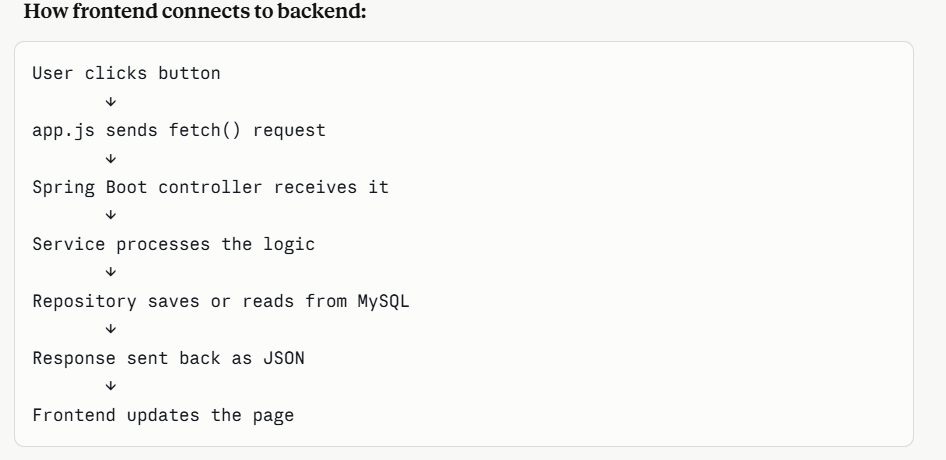 How frontend connects to backend:
User clicks button
↓
app.js sends fetch() request
↓
Spring Boot controller receives it
↓
Service processes the logic
↓
Repository saves or reads from MySQL
↓
Response sent back as JSON
↓
Frontend updates the page